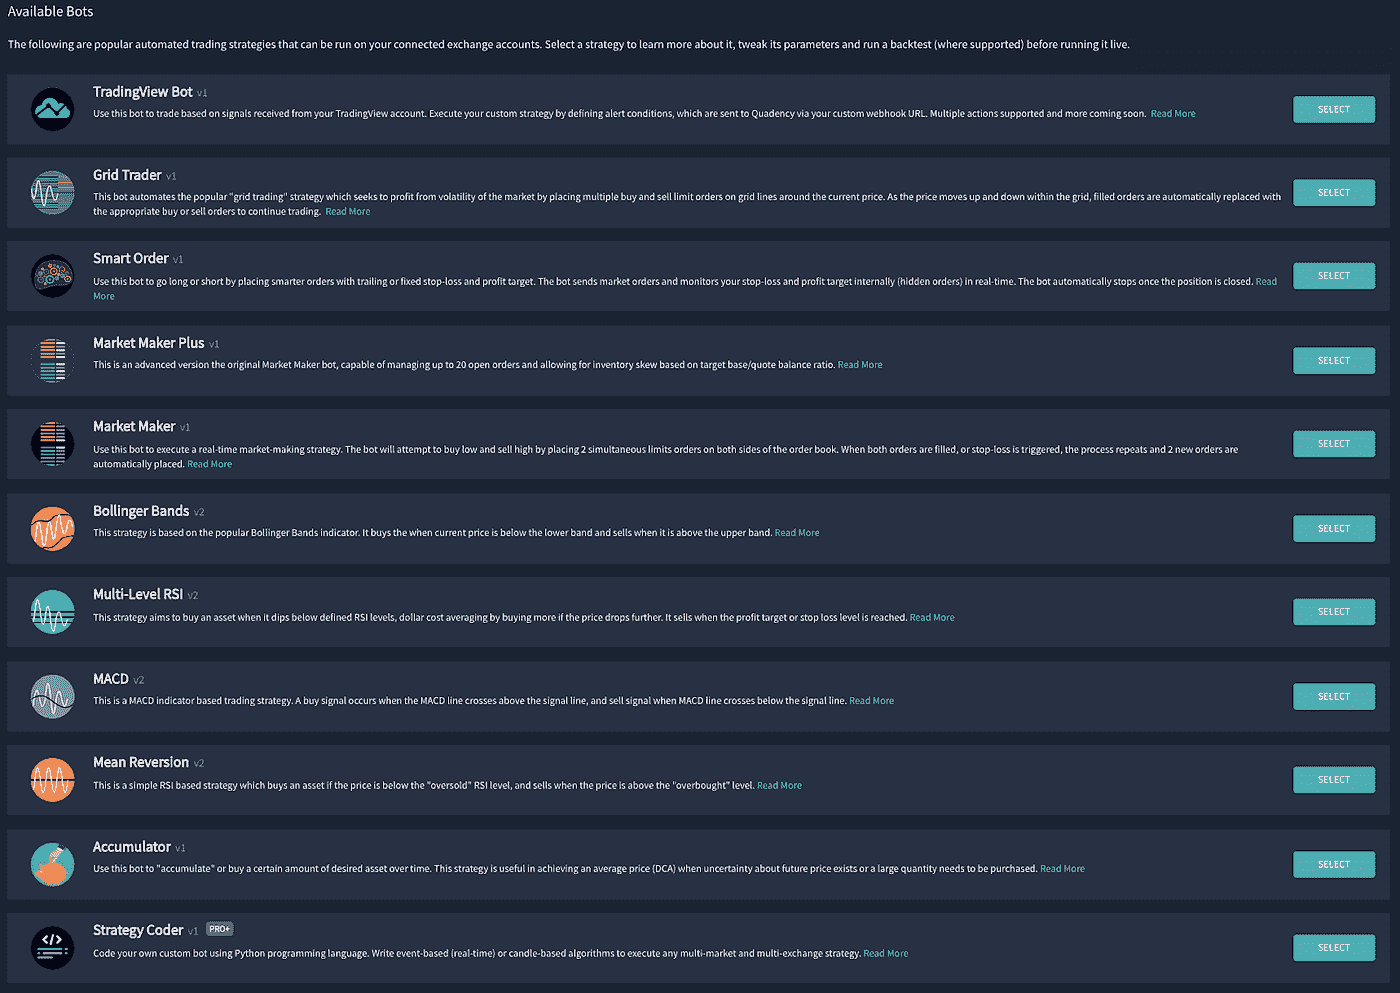 Available Bots
The following are popular automated trading strategies that can be run on your connected exchange accounts. Select a strategy to learn more about it, tweak its parameters and run a backtest (where supported) before running it live.
TradingView Bot v1
Use this bot to trade based on signals received from your TradingView account. Execute your custom strategy by defining alert conditions, which are sent to Quadency via your custom webhook URL. Multiple actions supported and more coming soon. Read More
SELECT
Grid Trader v1
This bot automates the popular "grid trading" strategy which seeks to profit from volatility of the market by placing multiple buy and sell limit orders on grid lines around the current price. As the price moves up and down within the grid, filled orders are automatically replaced with
the appropriate buy or sell orders to continue trading. Read More
SELECT
Smart Order v1
Use this bot to go long or short by placing smarter orders with trailing or fixed stop-loss and profit target. The bot sends market orders and monitors your stop-loss and profit target internally (hidden orders) in real-time. The bot automatically stops once the position is closed. Read
More
SELECT
Market Maker Plus v1
This is an advanced version the original Market Maker bot, capable of managing up to 20 open orders and allowing for inventory skew based on target base/quote balance ratio. Read More
SELECT
Market Maker v1
Use this bot to execute a real-time market-making strategy. The bot will attempt to buy low and sell high by placing 2 simultaneous limits orders on both sides of the order book. When both orders are filled, or stop-loss is triggered, the process repeats and 2 new orders are
automatically placed. Read More
SELECT
Bollinger Bands v2
This strategy is based on the popular Bollinger Bands indicator. It buys the when current price is below the lower band and sells when it is above the upper band. Read More
SELECT
Multi-Level RSI v2
This strategy aims to buy an asset when it dips below defined RSI levels, dollar cost averaging by buying more if the price drops further. It sells when the profit target or stop loss level is reached. Read More
SELECT
MACD v2
This is a MACD indicator based trading strategy. A buy signal occurs when the MACD line crosses above the signal line, and sell signal when MACD line crosses below the signal line. Read More
SELECT
Mean Reversion v2
This is a simple RSI based strategy which buys an asset if the price is below the "oversold" RSI level, and sells when the price is above the "overbought" level. Read More
SELECT
Accumulator v1
Use this bot to "accumulate" or buy a certain amount of desired asset over time. This strategy is useful in achieving an average price (DCA) when uncertainty about future price exists or a large quantity needs to be purchased. Read More
SELECT
Strategy Coder v1 PRO+
Code your own custom bot using Python programming language. Write event-based (real-time) or candle-based algorithms to execute any multi-market and multi-exchange strategy. Read More
SELECT